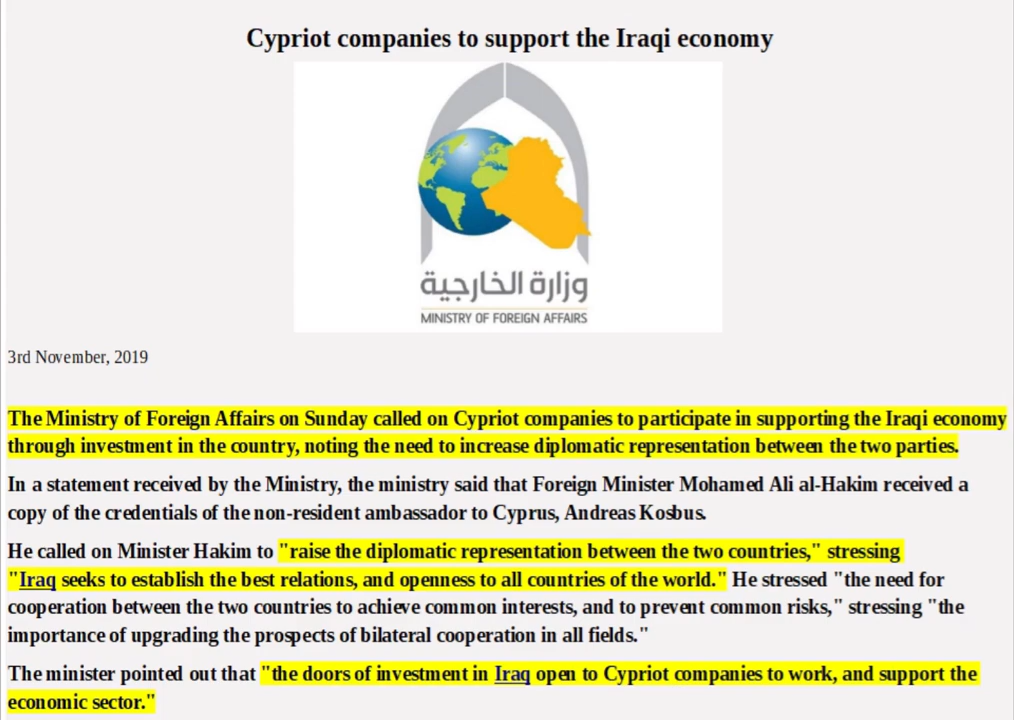 Cypriot companies to support the Iraqi economy
وزارة الخارجية
MINISTRY OF FOREIGN AFFAIRS
3rd November, 2019
The Ministry of Foreign Affairs on Sunday called on Cypriot companies to participate in supporting the Iraqi economy
through investment in the country, noting the need to increase diplomatic representation between the two parties.
In a statement received by the Ministry, the ministry said that Foreign Minister Mohamed Ali al-Hakim received a
copy of the credentials of the non-resident ambassador to Cyprus, Andreas Kosbus.
He called on Minister Hakim to "raise the diplomatic representation between the two countries," stressing
"Iraq seeks to establish the best relations, and openness to all countries of the world." He stressed "the need for
cooperation between the two countries to achieve common interests, and to prevent common risks," stressing "the
importance of upgrading the prospects of bilateral cooperation in all fields."
The minister pointed out that "the doors of investment in Iraq open to Cypriot companies to work, and support the
economic sector."